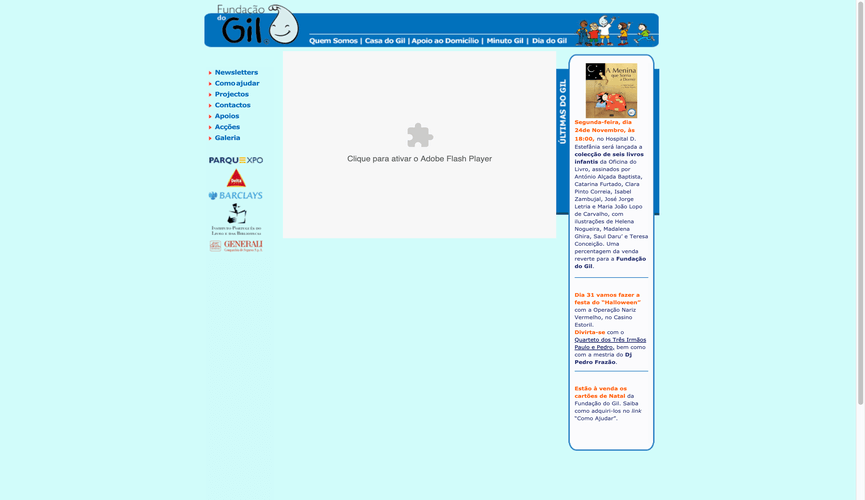 Fundação
do
Gil
Quem Somos | Casa do Gil | Apoio ao Domicílio | Minuto Gil | Dia do Gil
Newsletters
Como ajudar
Projectos
Contactos
Apoios
Acções
Galeria
PARQUE EXPO
Delta
BARCLAYS
Instituto Português do
Livro e das Bibliotecas
GENERALI
Clique para ativar o Adobe Flash Player
ÚLTIMAS DO GIL
A Menina
que Sorria
a Dormir
Segunda-feira, dia
24de Novembro, às
18:00, no Hospital D.
Estefânia será lançada a
colecção de seis livros
infantis da Oficina do
Livro, assinados por
António Alçada Baptista,
Catarina Furtado, Clara
Pinto Correia, Isabel
Zambujal, José Jorge
Letria e Maria João Lopo
de Carvalho, com
ilustrações de Helena
Nogueira, Madalena
Ghira, Saul Daru' e Teresa
Conceição. Uma
percentagem da venda
reverte para a Fundação
do Gil.
Dia 31 vamos fazer a
festa do "Halloween"
com a Operação Nariz
Vermelho, no Casino
Estoril.
Divirta-se com o
Quarteto dos Três Irmãos
Paulo e Pedro, bem como
com a mestria do Dj
Pedro Frazão.
Estão à venda os
cartões de Natal da
Fundação do Gil. Saiba
como adquiri-los no link
"Como Ajudar".